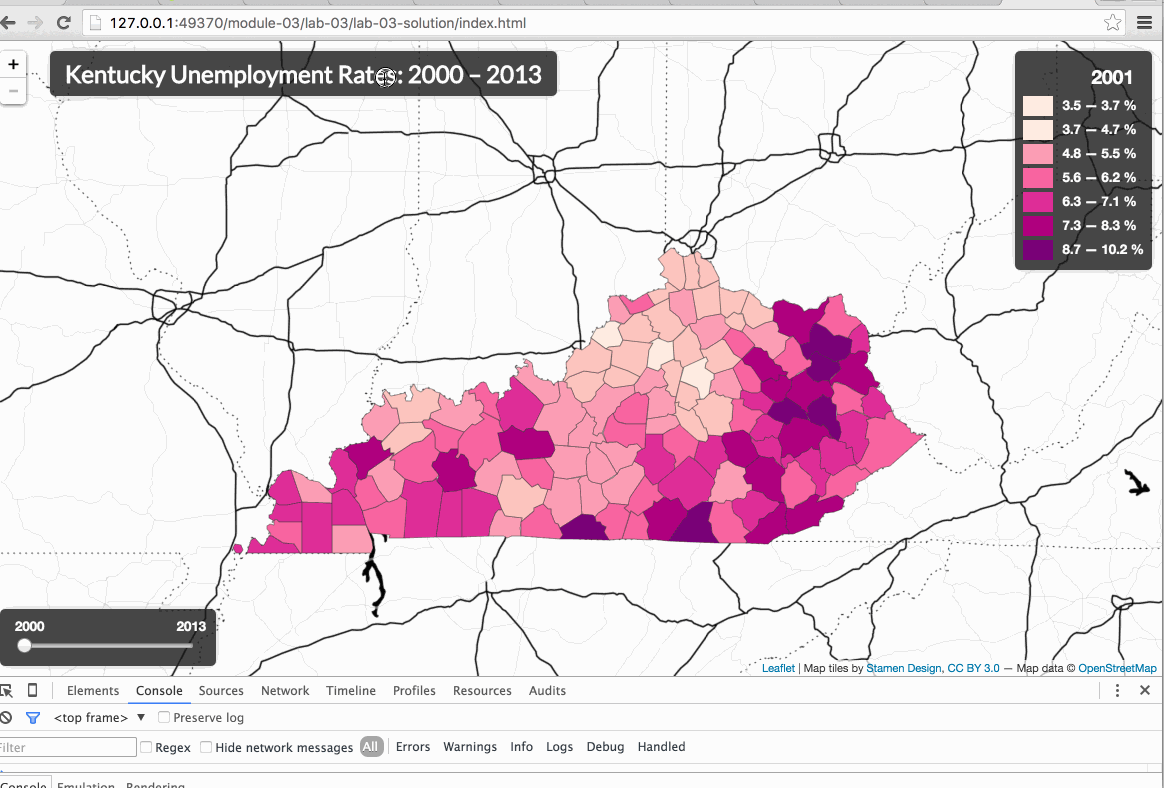 127.0.0.1:49370/module-03/lab-03/lab-03-solution/index.html
+
Kentucky Unemployment Rates: 2000 – 2013
2001
−
3.5 — 3.7 %
3.7 — 4.7 %
4.8 — 5.5 %
5.6 — 6.2 %
6.3 — 7.1 %
7.3 — 8.3 %
8.7 — 10.2 %
2000 2013
Leaflet | Map tiles by Stamen Design, CC BY 3.0 — Map data © OpenStreetMap
Elements Console Sources Network Timeline Profiles Resources Audits
<top frame> ▼ Preserve log
Filter Regex Hide network messages All Errors Warnings Info Logs Debug Handled
Console Emulation Rendering